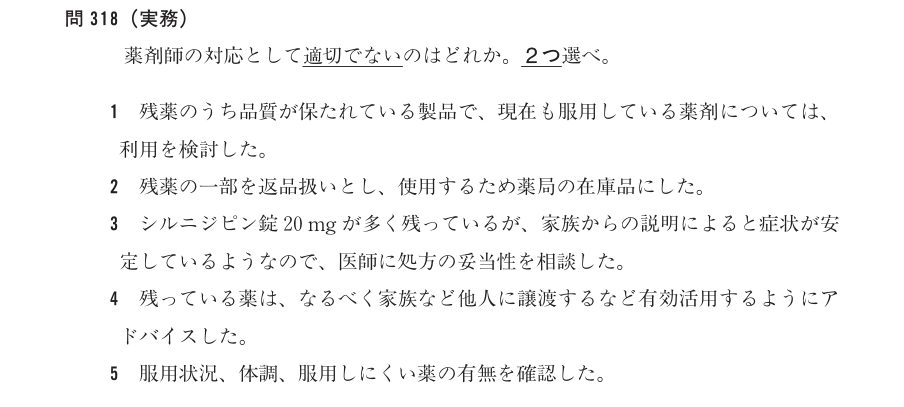 問 318（実務）
薬剤師の対応として適切でないのはどれか。２つ選べ。
1　残薬のうち品質が保たれている製品で、現在も服用している薬剤については、
利用を検討した。
2　残薬の一部を返品扱いとし、使用するため薬局の在庫品にした。
3　シルニジピン錠 20 mg が多く残っているが、家族からの説明によると症状が安
定しているようなので、医師に処方の妥当性を相談した。
4　残っている薬は、なるべく家族など他人に譲渡するなど有効活用するようにア
ドバイスした。
5　服用状況、体調、服用しにくい薬の有無を確認した。